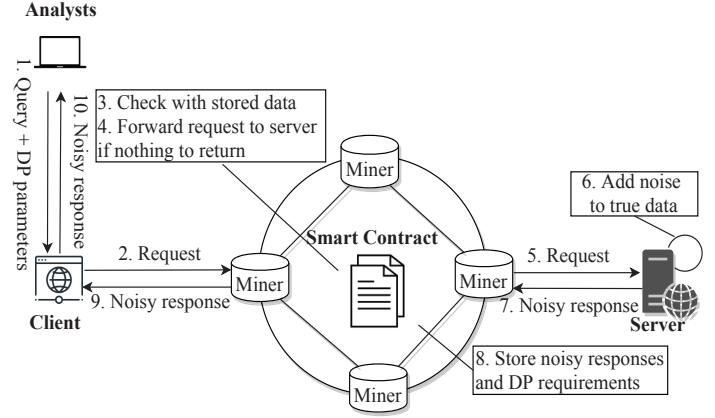 Analysts
1. Query + DP parameters
10. Noisy response
3. Check with stored data
4. Forward request to server
if nothing to return
Miner
6. Add noise
to true data
Smart Contract
2. Request
Miner
9. Noisy response
Client
5. Request
Miner
7. Noisy response
Server
8. Store noisy responses
and DP requirements
Miner